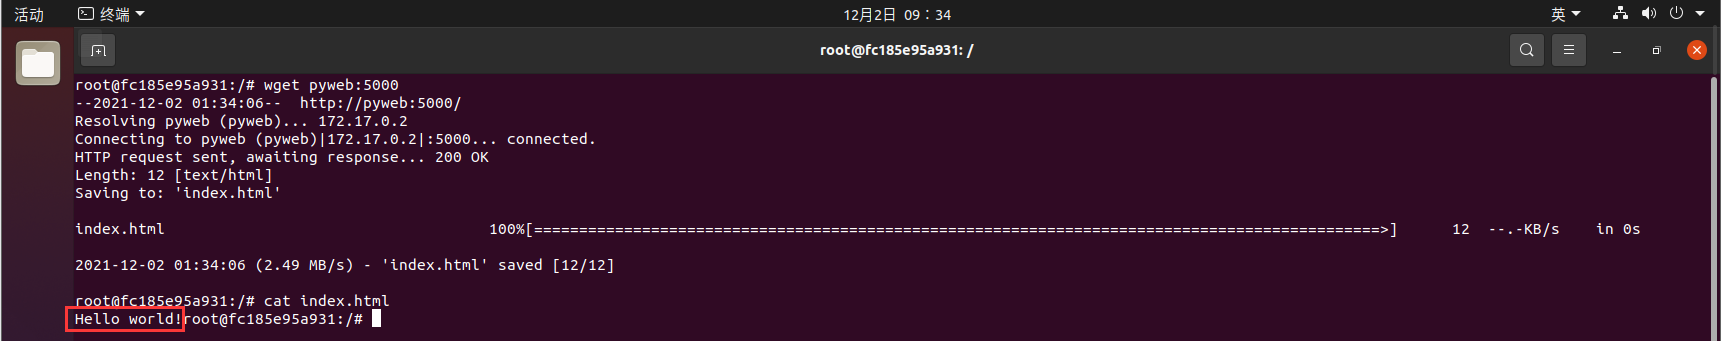 活动 终端 12月2日 09：34 英
root@fc185e95a931: /
root@fc185e95a931:/# wget pyweb:5000
--2021-12-02 01:34:06--  http://pyweb:5000/
Resolving pyweb (pyweb)... 172.17.0.2
Connecting to pyweb (pyweb)|172.17.0.2|:5000... connected.
HTTP request sent, awaiting response... 200 OK
Length: 12 [text/html]
Saving to: 'index.html'
index.html 100%[==============================================================================================>] 12 --.-KB/s in 0s
2021-12-02 01:34:06 (2.49 MB/s) - 'index.html' saved [12/12]
root@fc185e95a931:/# cat index.html
Hello world!root@fc185e95a931:/#